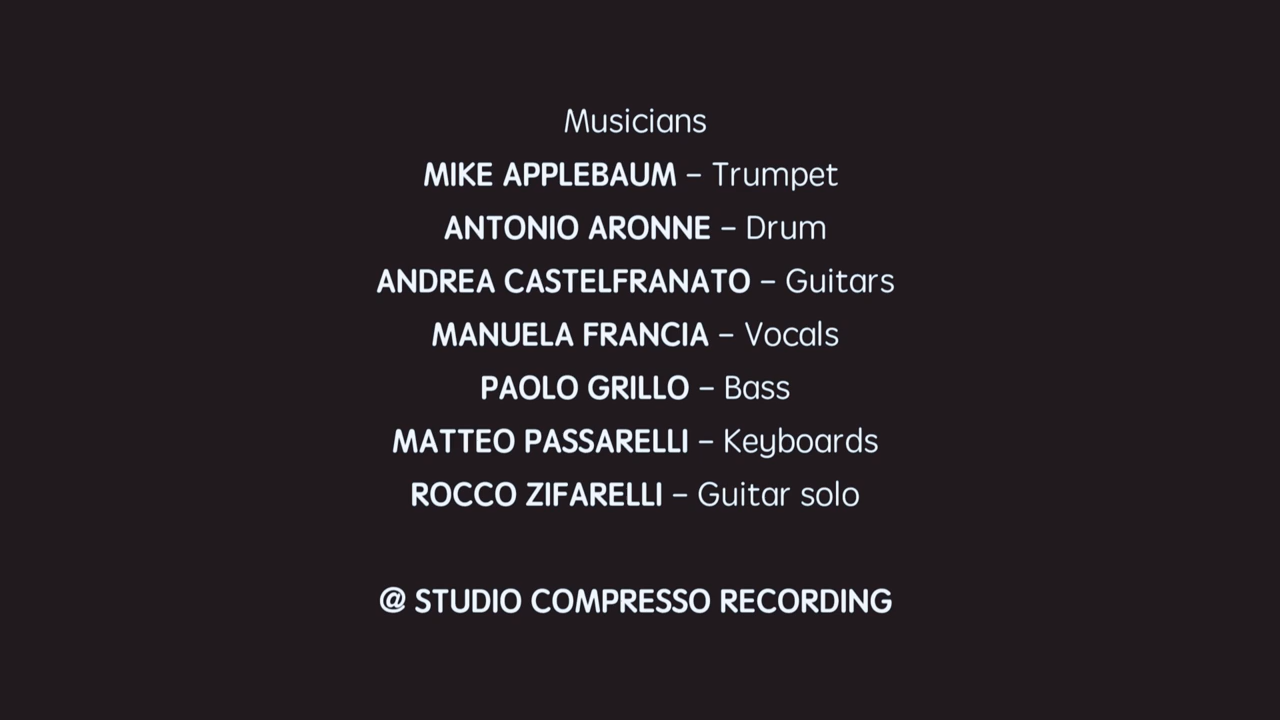 Musicians
MIKE APPLEBAUM – Trumpet
ANTONIO ARONNE – Drum
ANDREA CASTELFRANATO – Guitars
MANUELA FRANCIA – Vocals
PAOLO GRILLO – Bass
MATTEO PASSARELLI – Keyboards
ROCCO ZIFARELLI – Guitar solo
@ STUDIO COMPRESSO RECORDING